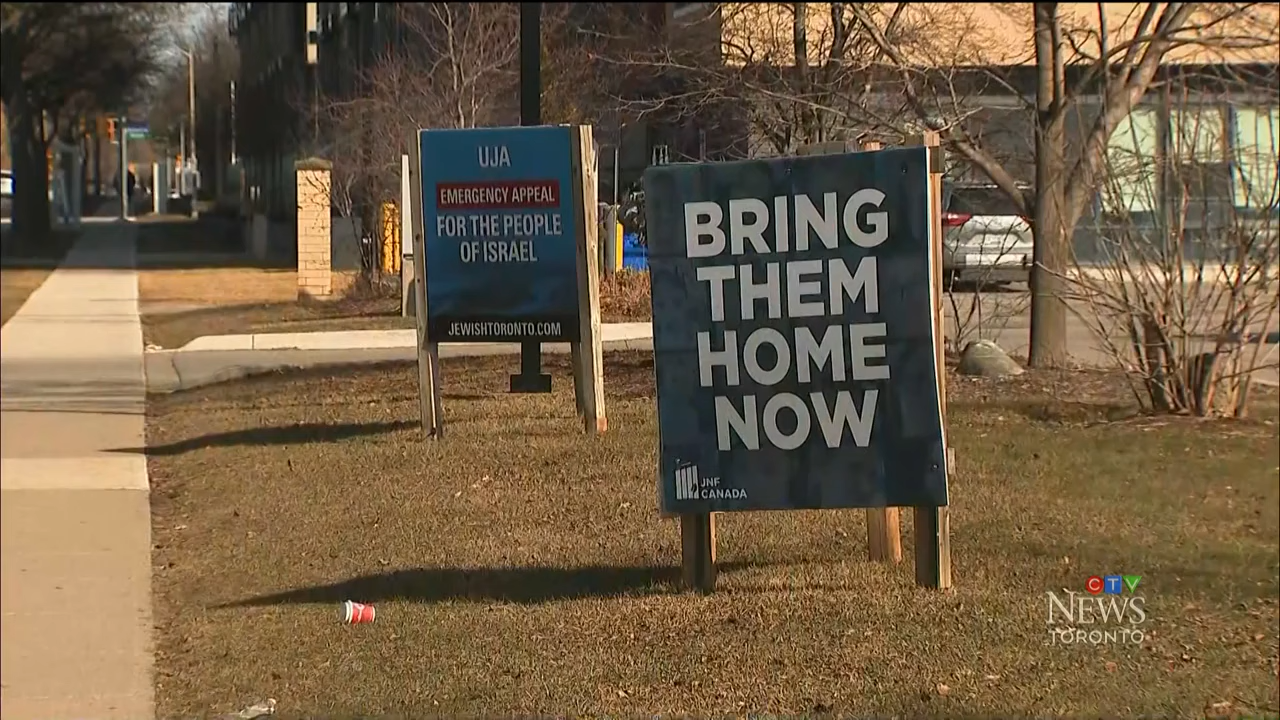 UJA
EMERGENCY APPEAL
FOR THE PEOPLE
OF ISRAEL
JEWISHTORONTO.COM
BRING
THEM
HOME
NOW
JNF
CANADA
CTV
NEWS
TORONTO